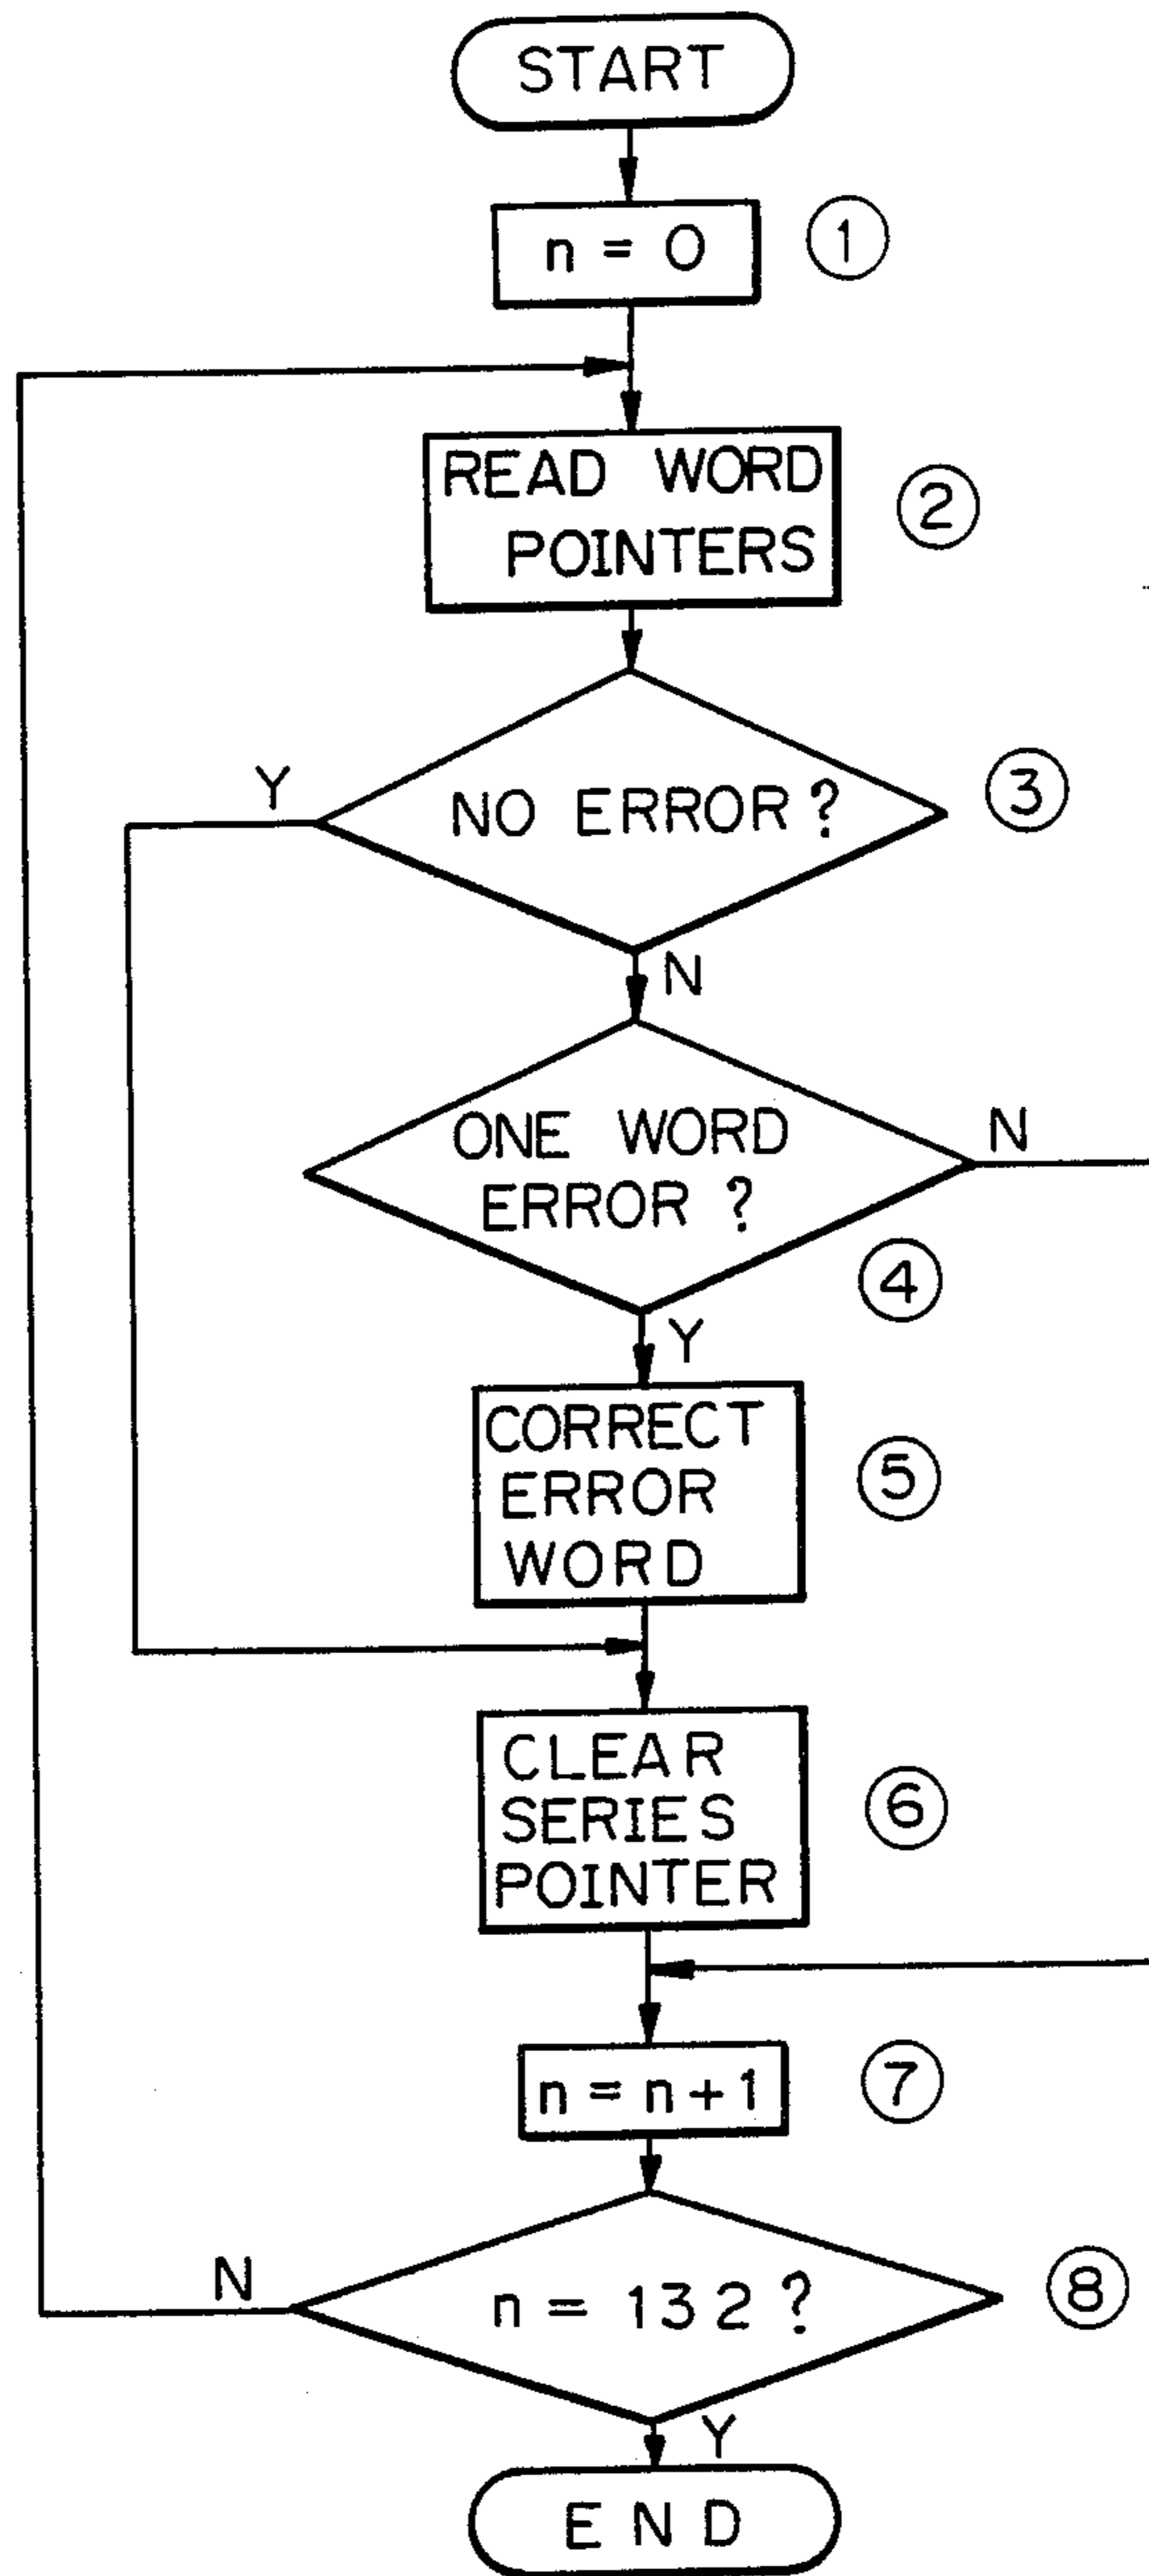 START
n = 0
①
READ WORD
POINTERS
②
NO ERROR ?
③
Y
N
ONE WORD
ERROR ?
N
④
Y
CORRECT
ERROR
WORD
⑤
CLEAR
SERIES
POINTER
⑥
n = n + 1
⑦
N
n = 132 ?
⑧
Y
END